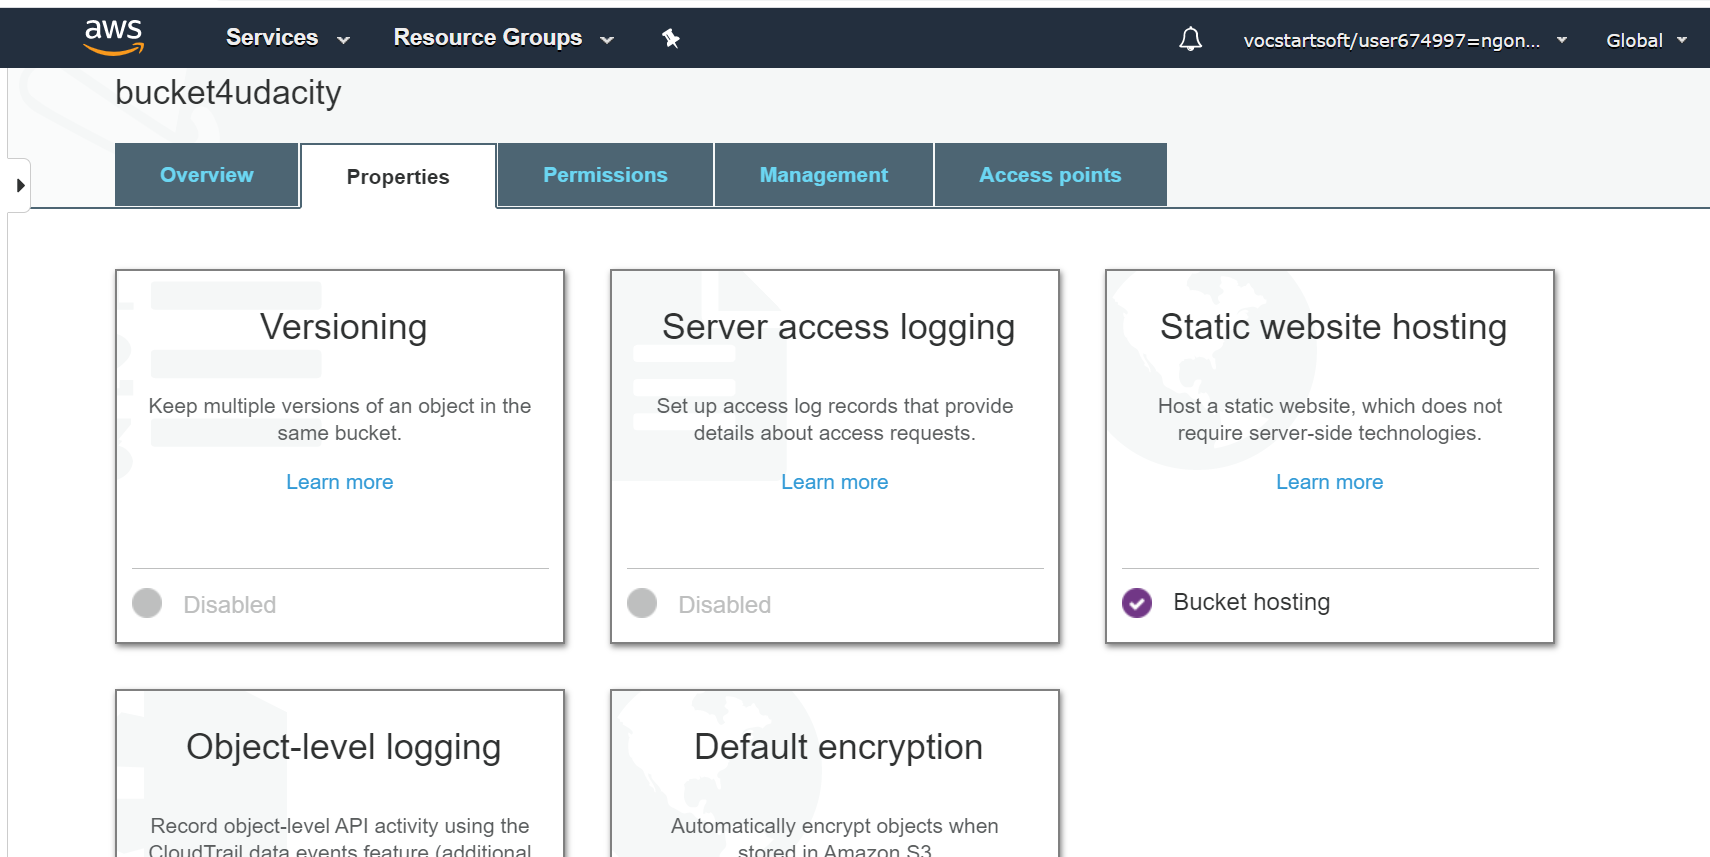 aws Services Resource Groups vocstartsoft/user674997=ngon... Global
bucket4udacity
Overview Properties Permissions Management Access points
Versioning
Keep multiple versions of an object in the
same bucket.
Learn more
Disabled
Server access logging
Set up access log records that provide
details about access requests.
Learn more
Disabled
Static website hosting
Host a static website, which does not
require server-side technologies.
Learn more
Bucket hosting
Object-level logging
Record object-level API activity using the
CloudTrail data events feature (additional
Default encryption
Automatically encrypt objects when
stored in Amazon S3